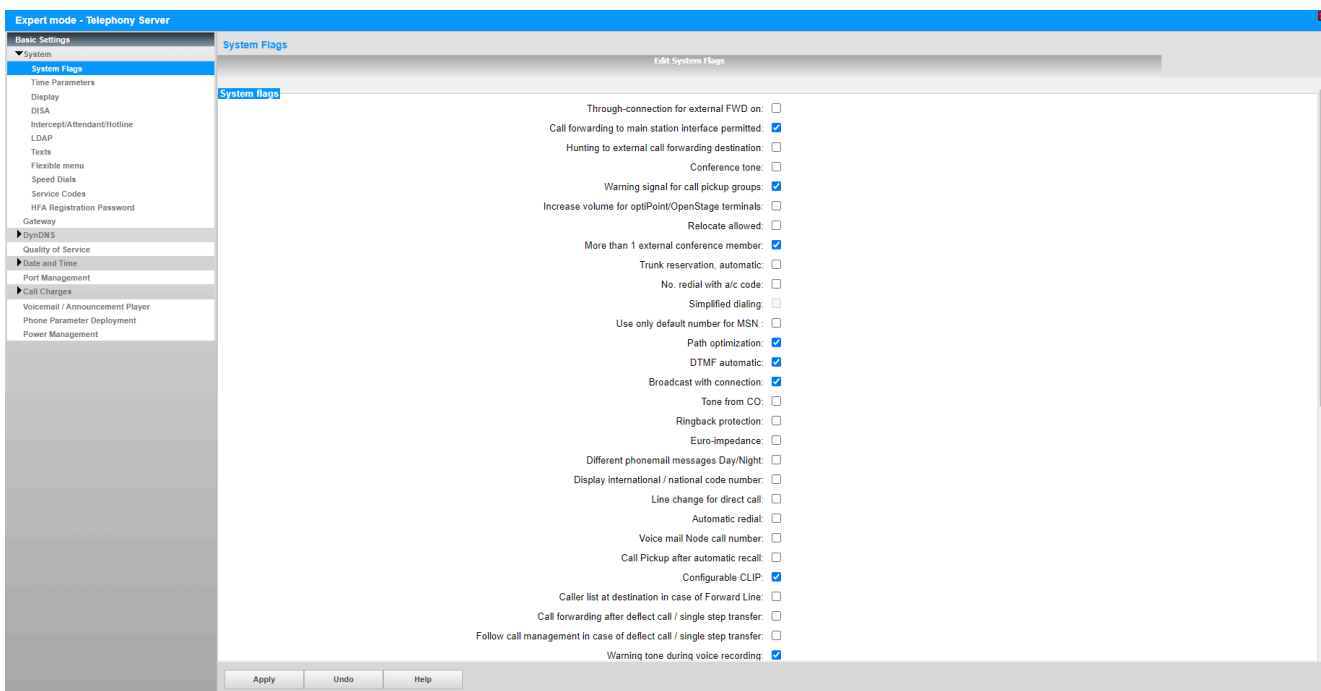 Expert mode - Telephony Server
Basic Settings
System
System Flags
Time Parameters
Display
DISA
Intercept/Attendant/Hotline
LDAP
Texts
Flexible menu
Speed Dials
Service Codes
HFA Registration Password
Gateway
DynDNS
Quality of Service
Date and Time
Port Management
Call Charges
Voicemail / Announcement Player
Phone Parameter Deployment
Power Management
System Flags
Edit System Flags
System flags
Through-connection for external FWD on:
Call forwarding to main station interface permitted:
Hunting to external call forwarding destination:
Conference tone:
Warning signal for call pickup groups:
Increase volume for optiPoint/OpenStage terminals:
Relocate allowed:
More than 1 external conference member:
Trunk reservation, automatic:
No. redial with a/c code:
Simplified dialing:
Use only default number for MSN :
Path optimization:
DTMF automatic:
Broadcast with connection:
Tone from CO:
Ringback protection:
Euro-impedance:
Different phonemail messages Day/Night:
Display international / national code number:
Line change for direct call:
Automatic redial:
Voice mail Node call number:
Call Pickup after automatic recall:
Configurable CLIP:
Caller list at destination in case of Forward Line:
Call forwarding after deflect call / single step transfer:
Follow call management in case of deflect call / single step transfer:
Warning tone during voice recording:
Apply
Undo
Help